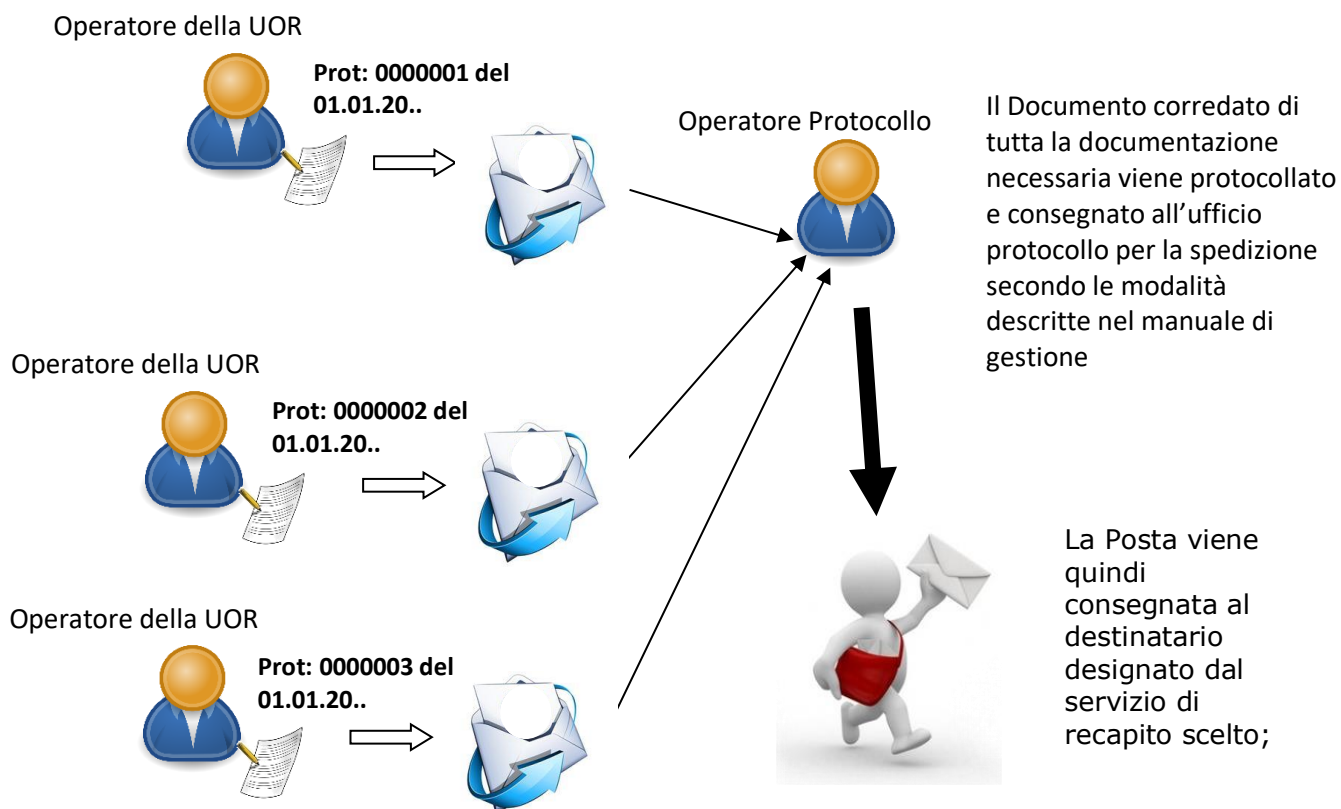 Operatore della UOR
Prot: 0000001 del
01.01.20..
Operatore Protocollo
Il Documento corredato di
tutta la documentazione
necessaria viene protocollato
e consegnato all’ufficio
protocollo per la spedizione
secondo le modalità
descritte nel manuale di
gestione
Operatore della UOR
Prot: 0000002 del
01.01.20..
Operatore della UOR
Prot: 0000003 del
01.01.20..
La Posta viene
quindi
consegnata al
destinatario
designato dal
servizio di
recapito scelto;